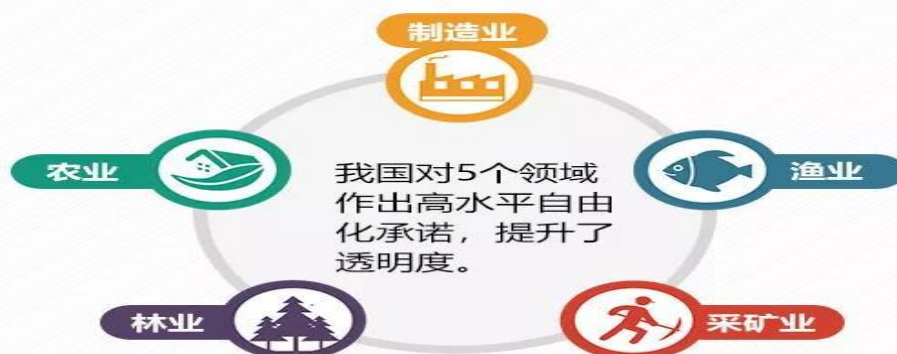 制造业
农业
渔业
我国对5个领域
作出高水平自由
化承诺，提升了
透明度。
林业
采矿业